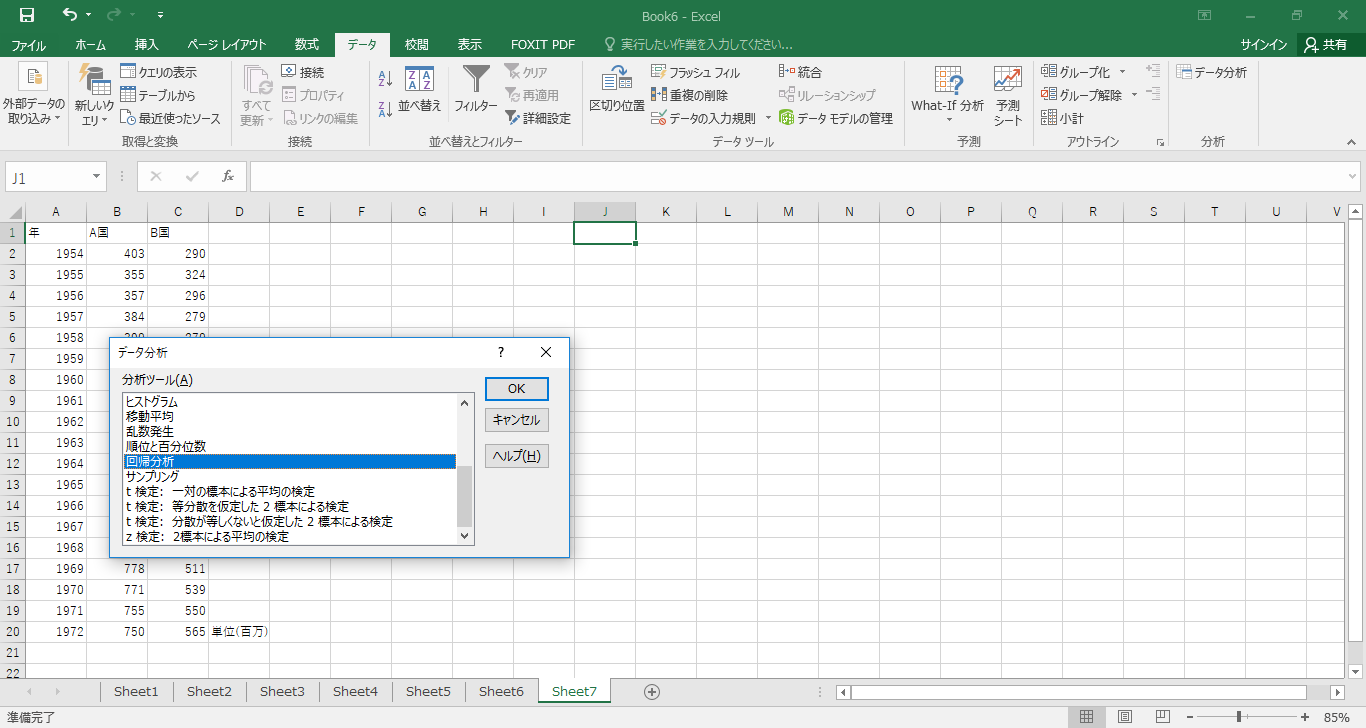 Book6 - Excel
ファイル ホーム 挿入 ページ レイアウト 数式 データ 校閲 表示 FOXIT PDF 実行したい作業を入力してください... サインイン 共有
外部データの取り込み
新しいクエリ
クエリの表示
テーブルから
最近使ったソース
取得と変換
すべて更新
接続
プロパティ
リンクの編集
接続
並べ替え
フィルター
クリア
再適用
詳細設定
並べ替えとフィルター
区切り位置
フラッシュ フィル
重複の削除
データの入力規則
統合
リレーションシップ
データ モデルの管理
データ ツール
What-If 分析
予測シート
予測
グループ化
グループ解除
小計
アウトライン
データ分析
分析
J1
fx
A B C D E F G H I J K L M N O P Q R S T U V
1 年 A国 B国
2 1954 403 290
3 1955 355 324
4 1956 357 296
5 1957 384 279
6 1958
7 1959
8 1960
9 1961
10 1962
11 1963
12 1964
13 1965
14 1966
15 1967
16 1968
17 1969 778 511
18 1970 771 539
19 1971 755 550
20 1972 750 565 単位(百万)
21
22
データ分析 ?
分析ツール(A)
ヒストグラム
移動平均
乱数発生
順位と百分位数
回帰分析
サンプリング
t 検定: 一対の標本による平均の検定
t 検定: 等分散を仮定した 2 標本による検定
t 検定: 分散が等しくないと仮定した 2 標本による検定
z 検定: 2標本による平均の検定
OK
キャンセル
ヘルプ(H)
Sheet1 Sheet2 Sheet3 Sheet4 Sheet5 Sheet6 Sheet7
準備完了
85%